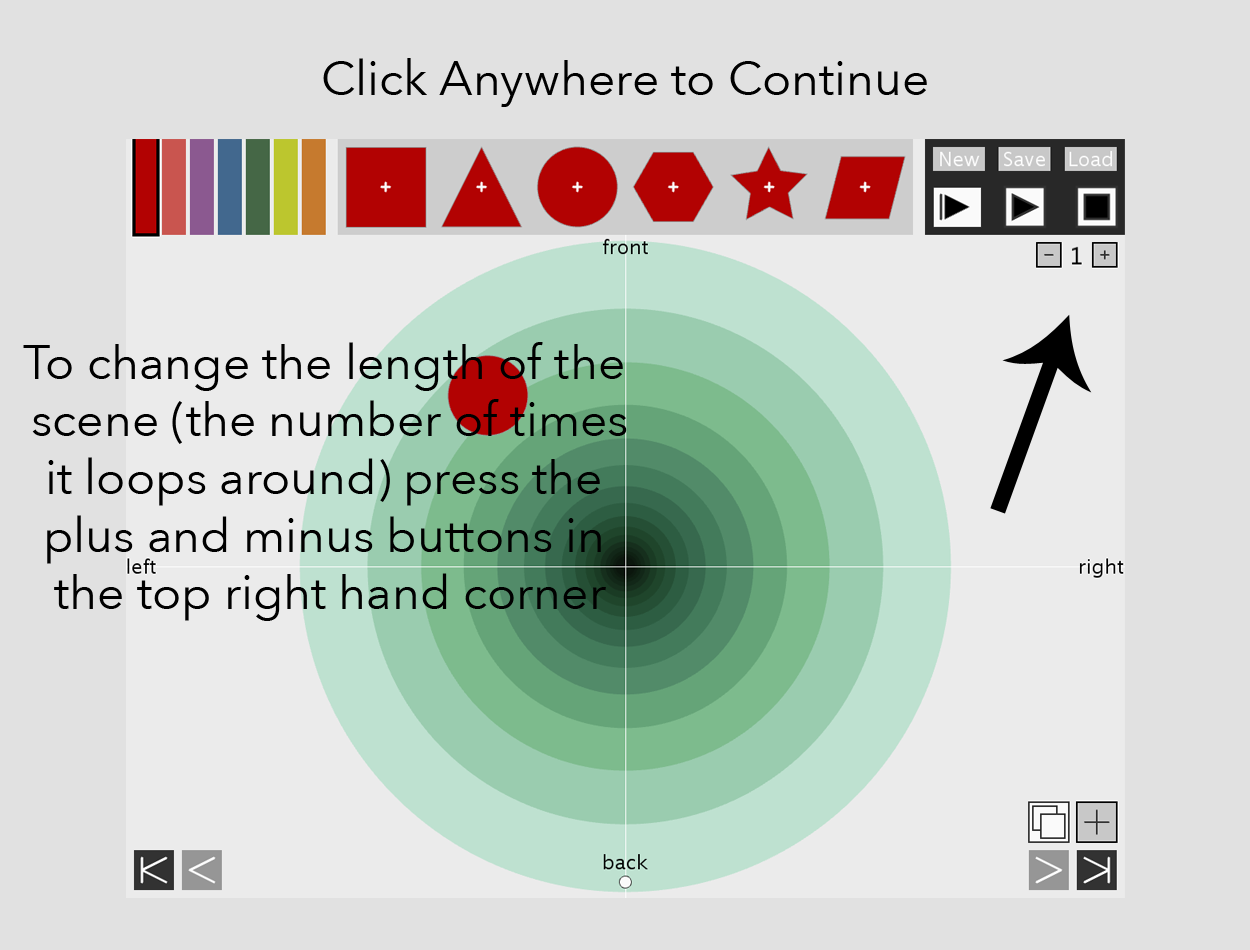 Click Anywhere to Continue
New Save Load
front
- 1 +
To change the length of the
scene (the number of times
it loops around) press the
plus and minus buttons in
left
right
the top right hand corner
back